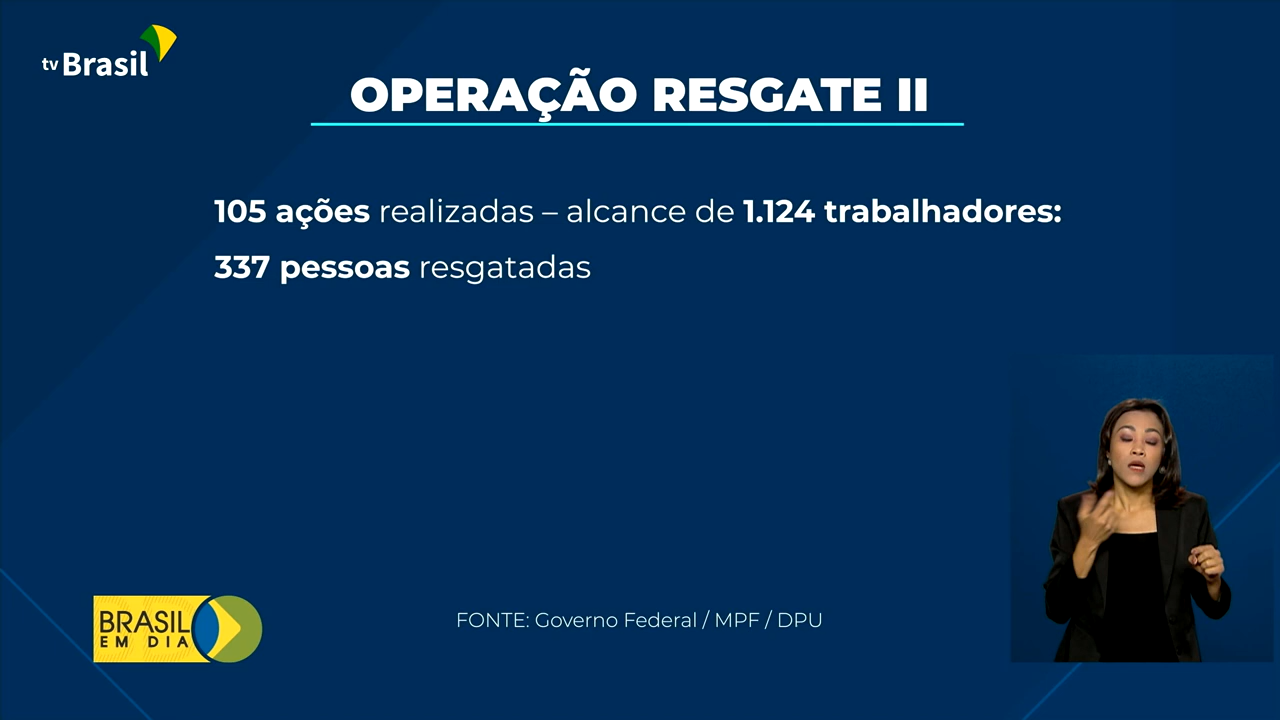 tv Brasil
OPERAÇÃO RESGATE II
105 ações realizadas – alcance de 1.124 trabalhadores:
337 pessoas resgatadas
BRASIL
EM DIA
FONTE: Governo Federal / MPF / DPU